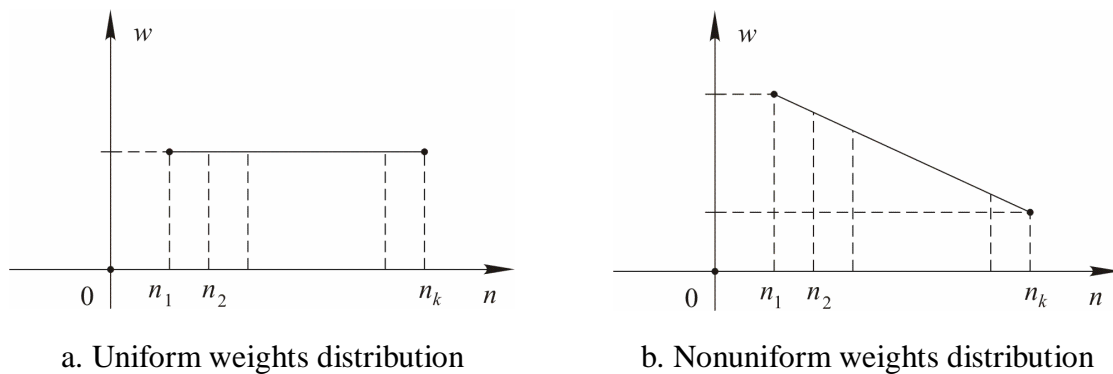 w
0
n₁
n₂
nₖ
n
a. Uniform weights distribution
w
0
n₁
n₂
nₖ
n
b. Nonuniform weights distribution